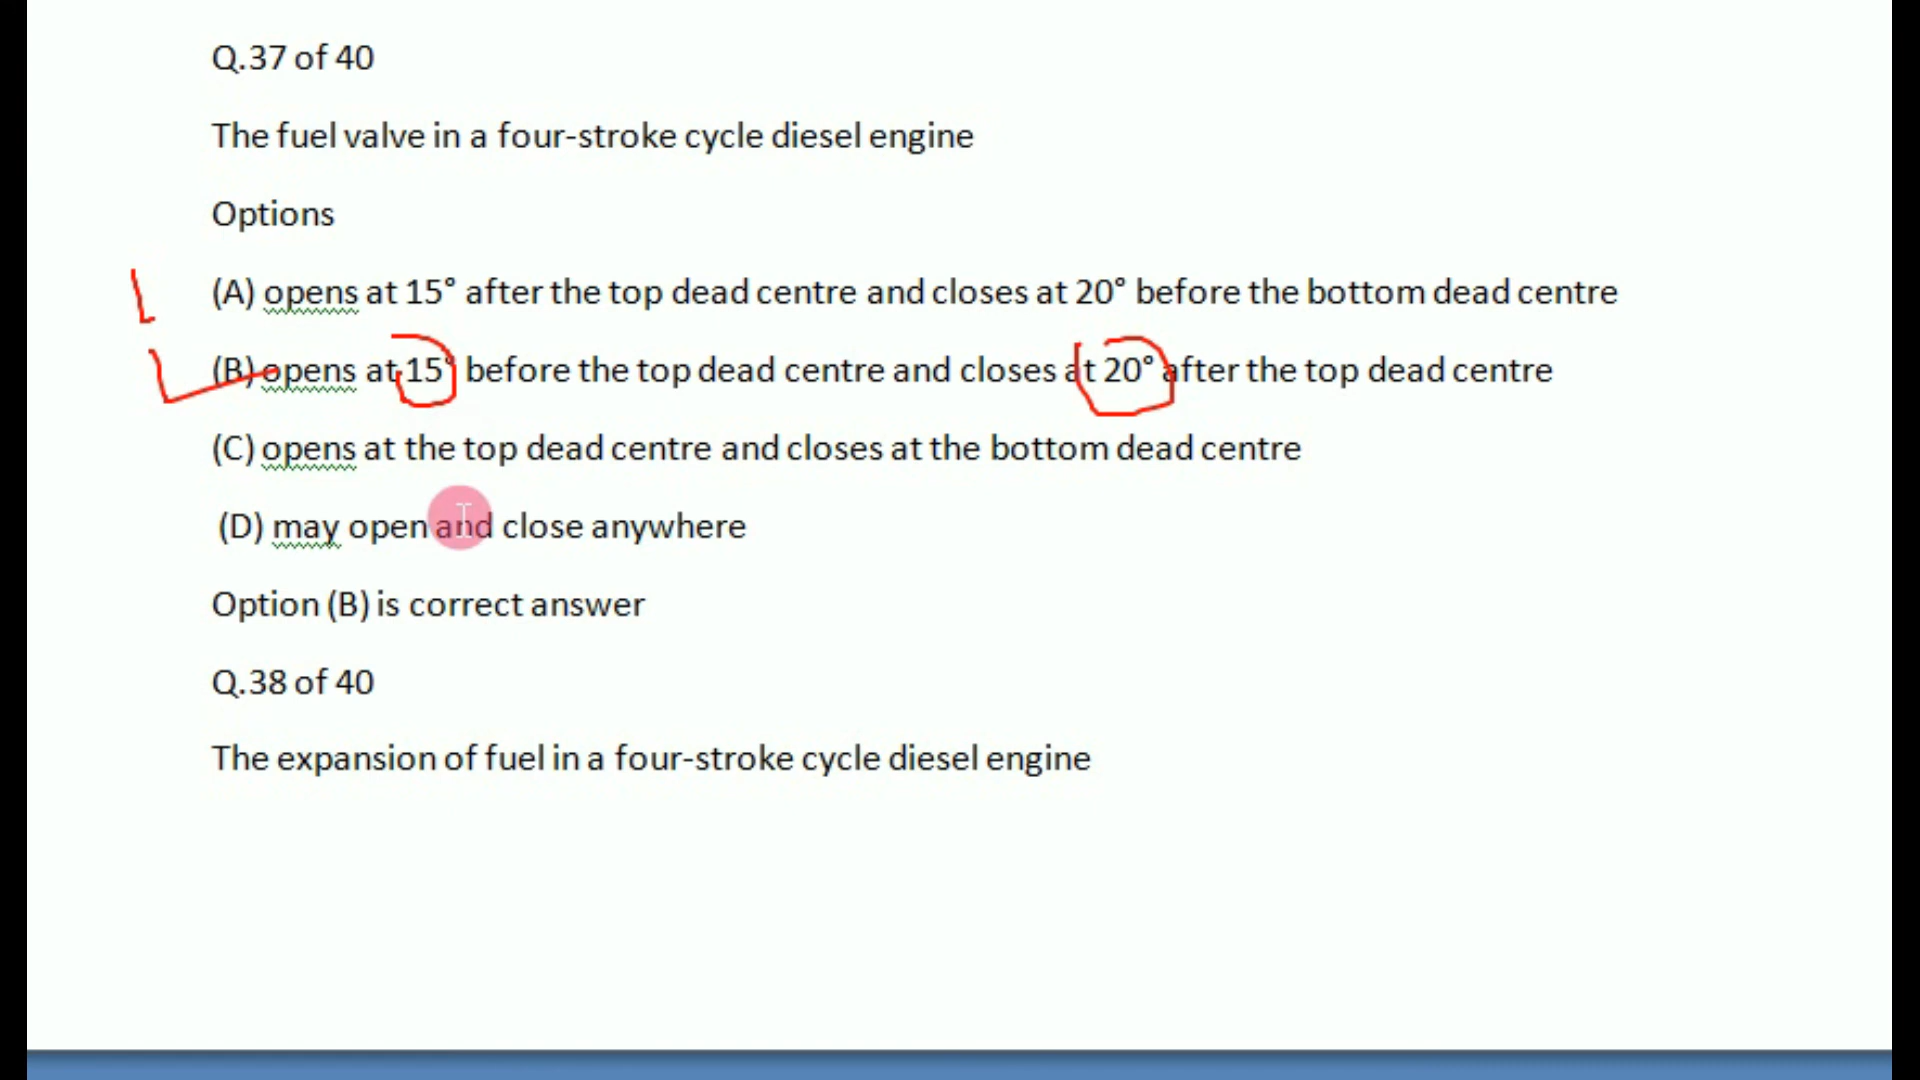 Q.37 of 40
The fuel valve in a four-stroke cycle diesel engine
Options
(A) opens at 15° after the top dead centre and closes at 20° before the bottom dead centre
(B) opens at 15° before the top dead centre and closes at 20° after the top dead centre
(C) opens at the top dead centre and closes at the bottom dead centre
(D) may open and close anywhere
Option (B) is correct answer
Q.38 of 40
The expansion of fuel in a four-stroke cycle diesel engine